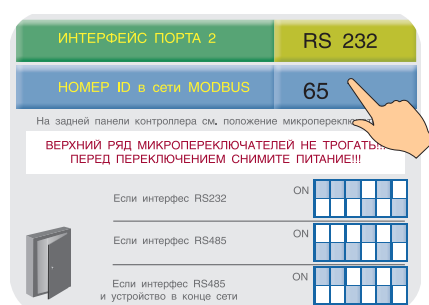 ИНТЕРФЕЙС ПОРТА 2 RS 232
НОМЕР ID в сети MODBUS 65
На задней панели контроллера см. положение
ВЕРХНИЙ РЯД МИКРОПЕРЕКЛЮЧАТЕЛЕЙ НЕ ТРОГАТЬ!!!
ПЕРЕД ПЕРЕКЛЮЧЕНИЕМ СНИМИТЕ ПИТАНИЕ!!!
Если интерфес RS232 ON
Если интерфейс RS485 ON
Если интерфейс RS485 ON
и устройство в конце сети